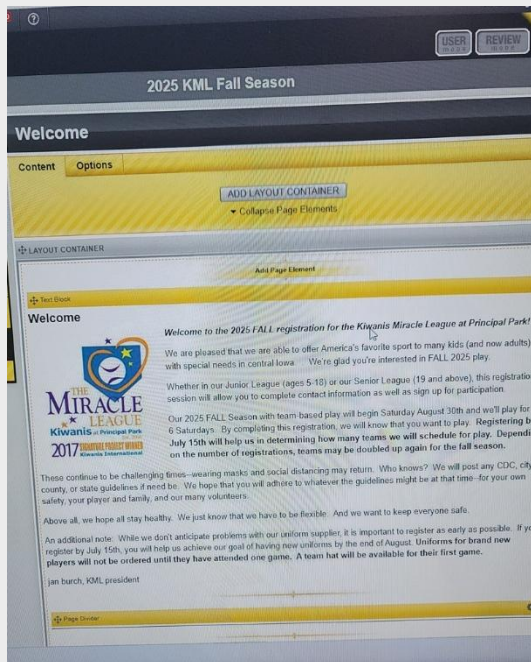 USER
mode
REVIEW
2025 KML Fall Season
Welcome
Content
Options
ADD LAYOUT CONTAINER
Collapse Page Elements
LAYOUT CONTAINER
Add Page Element
Text Block
Welcome
THE
MIRACLE
LEAGUE
Kiwanis at Principal Park
2017 SIGNATURE PROJECT WINNER
Kiwanis International
Welcome to the 2025 FALL registration for the Kiwanis Miracle League at Principal Park!
We are pleased that we are able to offer America's favorite sport to many kids (and now adults)
with special needs in central Iowa. We're glad you're interested in FALL 2025 play.
Whether in our Junior League (ages 5-18) or our Senior League (19 and above), this registratio
session will allow you to complete contact information as well as sign up for participation.
Our 2025 FALL Season with team-based play will begin Saturday August 30th and we'll play for
6 Saturdays. By completing this registration, we will know that you want to play. Registering b
July 15th will help us in determining how many teams we will schedule for play. Dependi
on the number of registrations, teams may be doubled up again for the fall season.
These continue to be challenging times--wearing masks and social distancing may return. Who knows? We will post any CDC, city
county, or state guidelines if need be. We hope that you will adhere to whatever the guidelines might be at that time--for your own
safety, your player and family, and our many volunteers.
Above all, we hope all stay healthy. We just know that we have to be flexible. And we want to keep everyone safe.
An additional note: While we don't anticipate problems with our uniform supplier, it is important to register as early as possible. If yo
register by July 15th, you will help us achieve our goal of having new uniforms by the end of August. Uniforms for brand new
players will not be ordered until they have attended one game. A team hat will be available for their first game.
jan burch, KML president
Page Divider